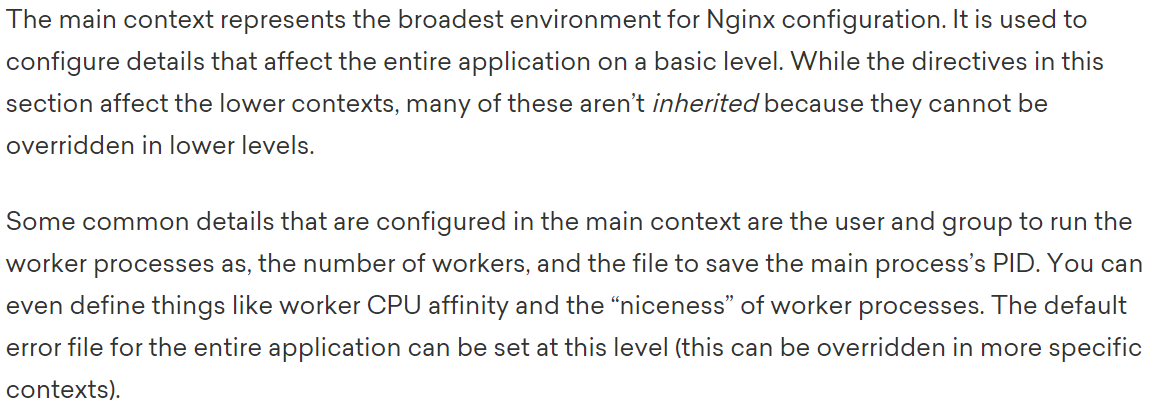 The main context represents the broadest environment for Nginx configuration. It is used to
configure details that affect the entire application on a basic level. While the directives in this
section affect the lower contexts, many of these aren’t inherited because they cannot be
overridden in lower levels.
Some common details that are configured in the main context are the user and group to run the
worker processes as, the number of workers, and the file to save the main process’s PID. You can
even define things like worker CPU affinity and the “niceness” of worker processes. The default
error file for the entire application can be set at this level (this can be overridden in more specific
contexts).